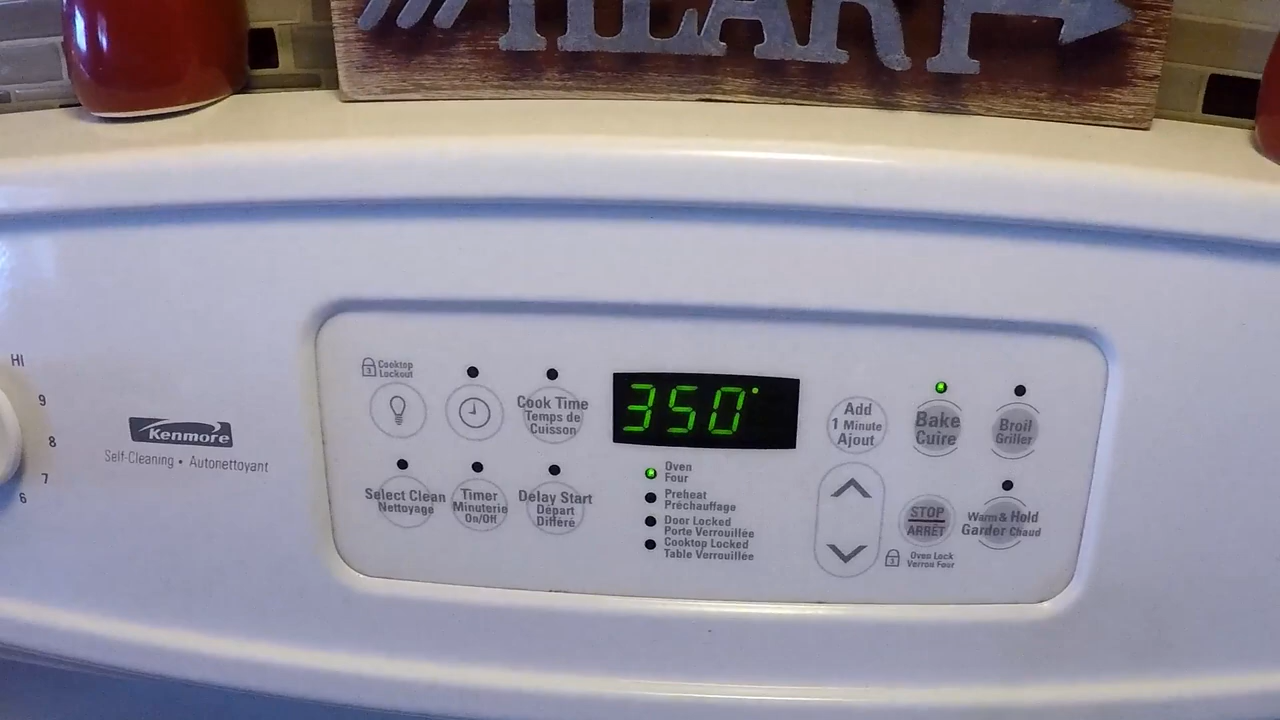 HEART
HI
9
8
7
6
Kenmore
Self-Cleaning • Autonettoyant
3
Cooktop
Lockout
Cook Time
Temps de
Cuisson
Select Clean
Nettoyage
Timer
Minuterie
On/Off
Delay Start
Départ
Différé
350°
Oven
Four
Preheat
Préchauffage
Door Locked
Porte Verrouillée
Cooktop Locked
Table Verrouillée
Add
1 Minute
Ajout
Bake
Cuire
Broil
Griller
STOP
ARRÊT
Warm & Hold
Garder Chaud
3
Oven Lock
Verrou Four